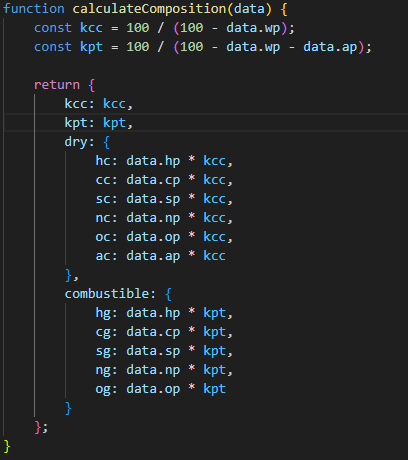 function calculateComposition(data) {
    const kcc = 100 / (100 - data.wp);
    const kpt = 100 / (100 - data.wp - data.ap);

    return {
        kcc: kcc,
        kpt: kpt,
        dry: {
            hc: data.hp * kcc,
            cc: data.cp * kcc,
            sc: data.sp * kcc,
            nc: data.np * kcc,
            oc: data.op * kcc,
            ac: data.ap * kcc
        },
        combustible: {
            hg: data.hp * kpt,
            cg: data.cp * kpt,
            sg: data.sp * kpt,
            ng: data.np * kpt,
            og: data.op * kpt
        }
    };
}